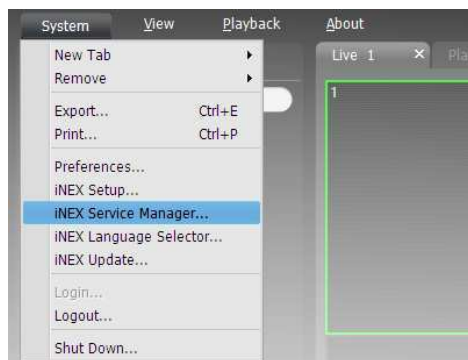 System View Playback About
New Tab
Remove
Export... Ctrl+E
Print... Ctrl+P
Preferences...
iNEX Setup...
iNEX Service Manager...
iNEX Language Selector...
iNEX Update...
Login...
Logout...
Shut Down...
Live 1 × Pla
1